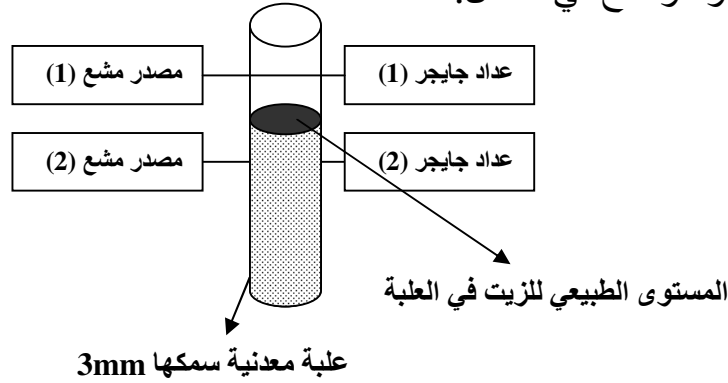 عداد جايجر (1)
مصدر مشع (1)
عداد جايجر (2)
مصدر مشع (2)
المستوى الطبيعي للزيت في العلبة
علبة معدنية سمكها 3mm